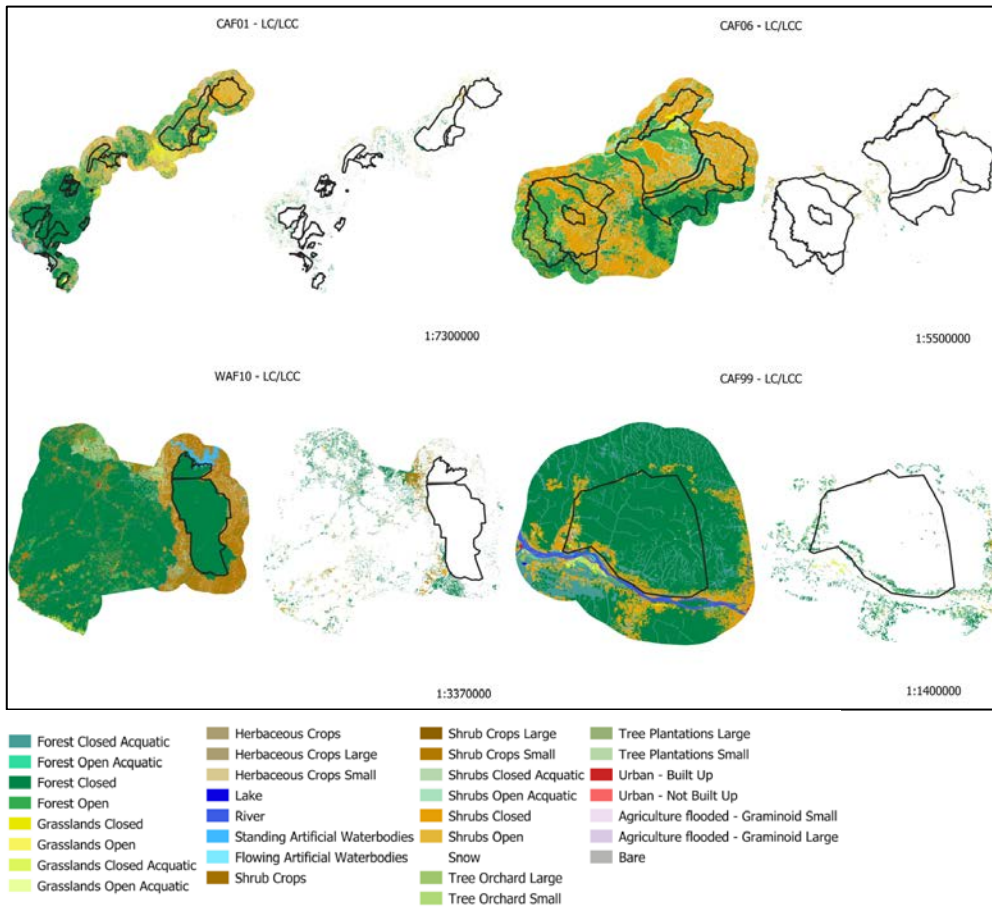 CAF01 - LC/LCC
CAF06 - LC/LCC
1:7300000
1:5500000
WAF10 - LC/LCC
CAF99 - LC/LCC
1:3370000
1:1400000
Forest Closed Acquatic
Forest Open Acquatic
Forest Closed
Forest Open
Grasslands Closed
Grasslands Open
Grasslands Closed Acquatic
Grasslands Open Acquatic
Herbaceous Crops
Herbaceous Crops Large
Herbaceous Crops Small
Lake
River
Standing Artificial Waterbodies
Flowing Artificial Waterbodies
Shrub Crops
Shrub Crops Large
Shrub Crops Small
Shrubs Closed Acquatic
Shrubs Open Acquatic
Shrubs Closed
Shrubs Open
Snow
Tree Orchard Large
Tree Orchard Small
Tree Plantations Large
Tree Plantations Small
Urban - Built Up
Urban - Not Built Up
Agriculture flooded - Graminoid Small
Agriculture flooded - Graminoid Large
Bare